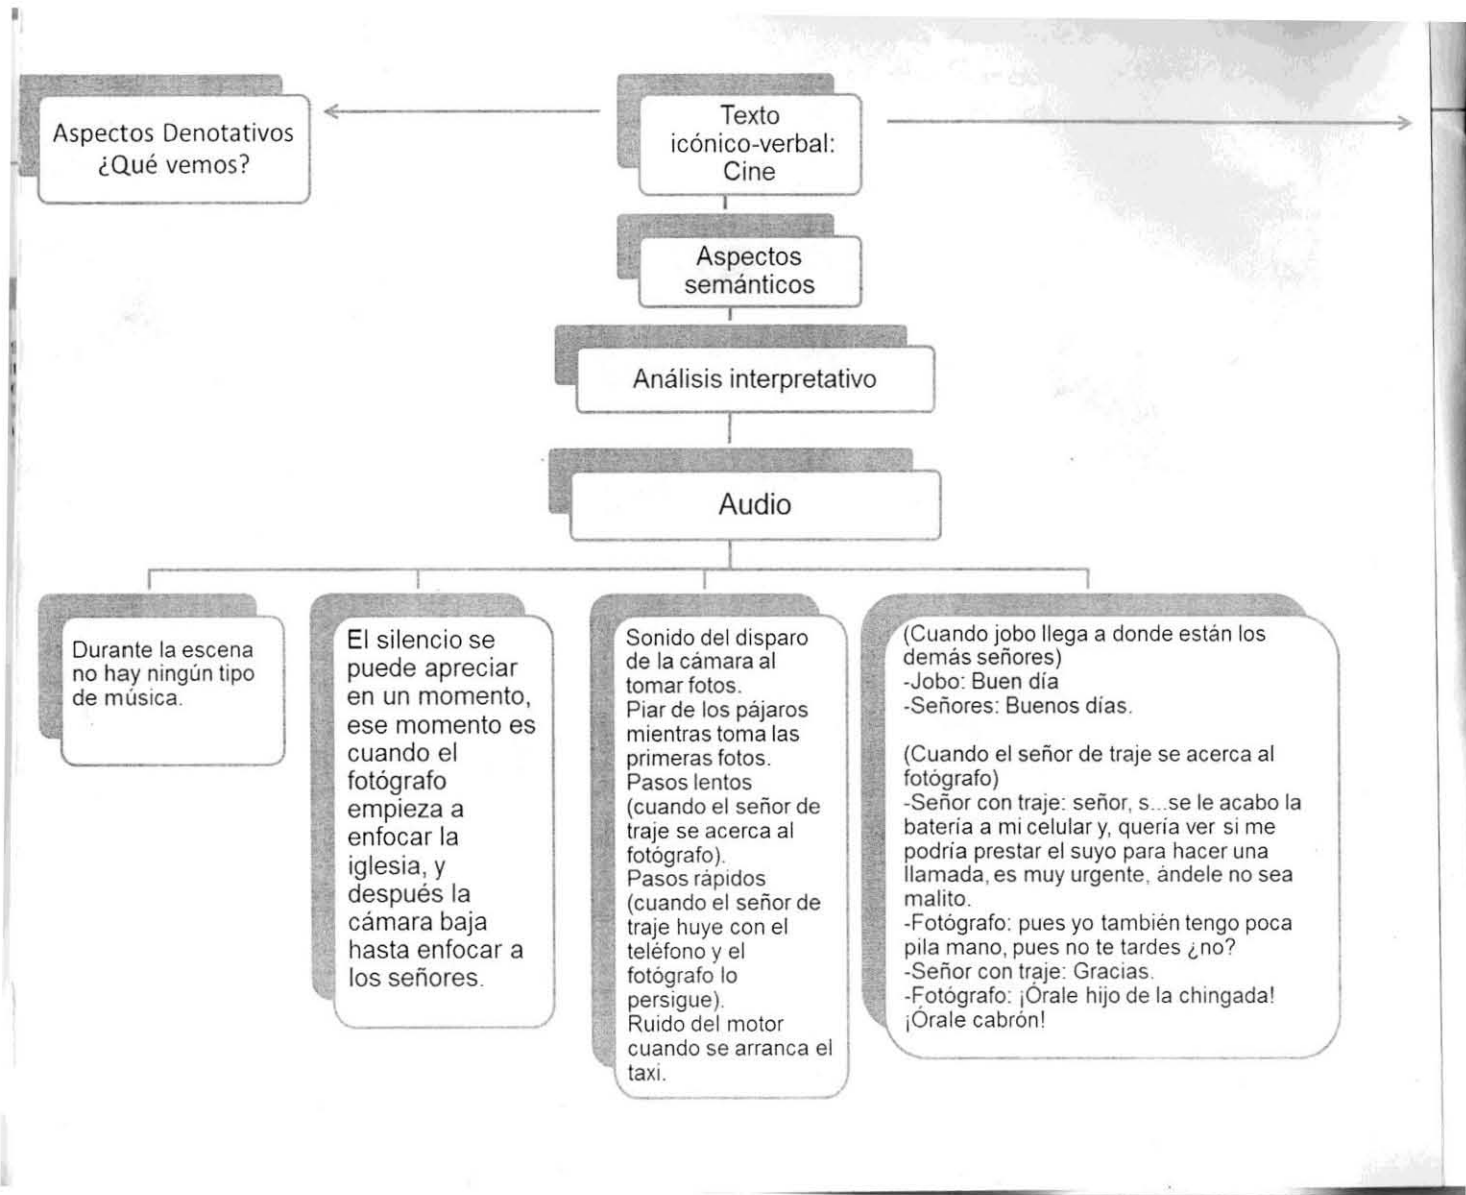 Aspectos Denotativos
¿Qué vemos?
Texto
icónico-verbal:
Cine
Aspectos
semánticos
Análisis interpretativo
Audio
Durante la escena
no hay ningún tipo
de música.
El silencio se
puede apreciar
en un momento,
ese momento es
cuando el
fotógrafo
empieza a
enfocar la
iglesia, y
después la
cámara baja
hasta enfocar a
los señores.
Sonido del disparo
de la cámara al
tomar fotos.
Piar de los pájaros
mientras toma las
primeras fotos.
Pasos lentos
(cuando el señor de
traje se acerca al
fotógrafo).
Pasos rápidos
(cuando el señor de
traje huye con el
teléfono y el
fotógrafo lo
persigue).
Ruido del motor
cuando se arranca el
taxi.
(Cuando jobo llega a donde están los
demás señores)
-Jobo: Buen día
-Señores: Buenos días.
(Cuando el señor de traje se acerca al
fotógrafo)
-Señor con traje: señor, s...se le acabo la
batería a mi celular y, quería ver si me
podría prestar el suyo para hacer una
llamada, es muy urgente, ándele no sea
malito.
-Fotógrafo: pues yo también tengo poca
pila mano, pues no te tardes ¿no?
-Señor con traje: Gracias.
-Fotógrafo: ¡Órale hijo de la chingada!
¡Órale cabrón!